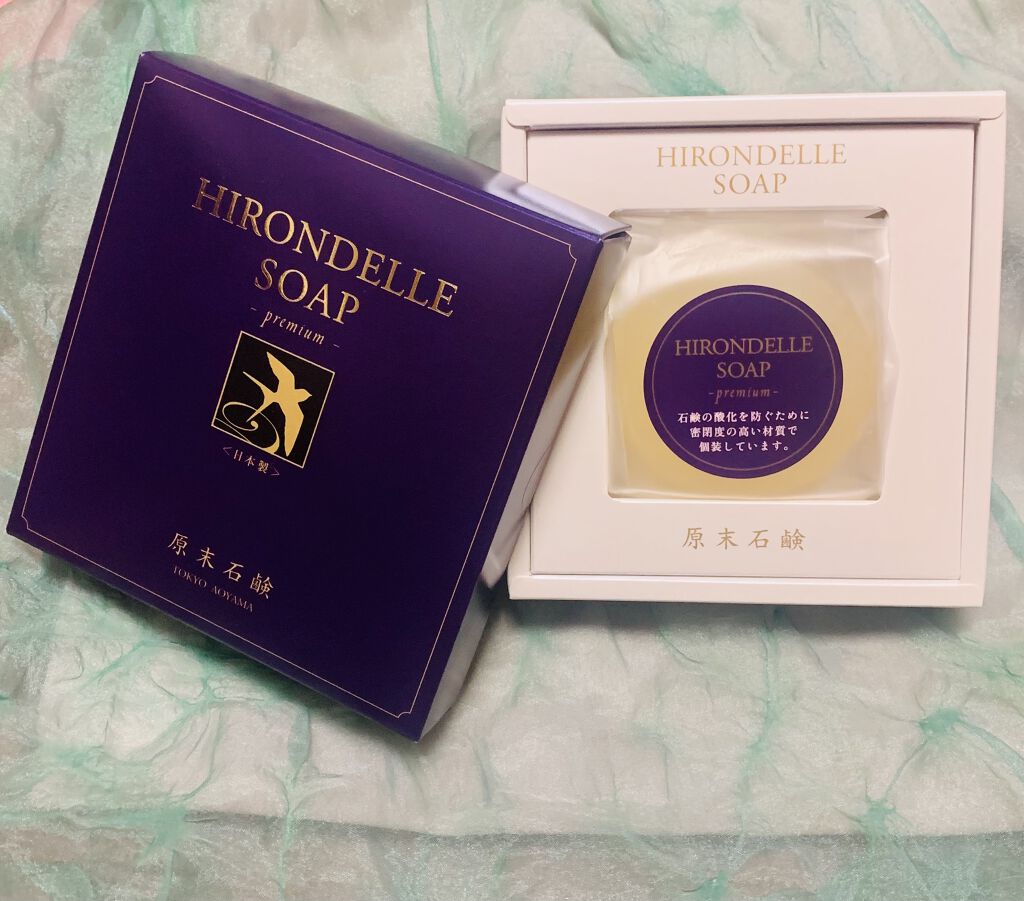 HIRONDELLE
SOAP
- premium -
<日本製>
原末石鹸
TOKYO AOYAMA
HIRONDELLE
SOAP
HIRONDELLE
SOAP
-premium-
石鹸の酸化を防ぐために
密閉度の高い材質で
個装しています。
原末石鹸